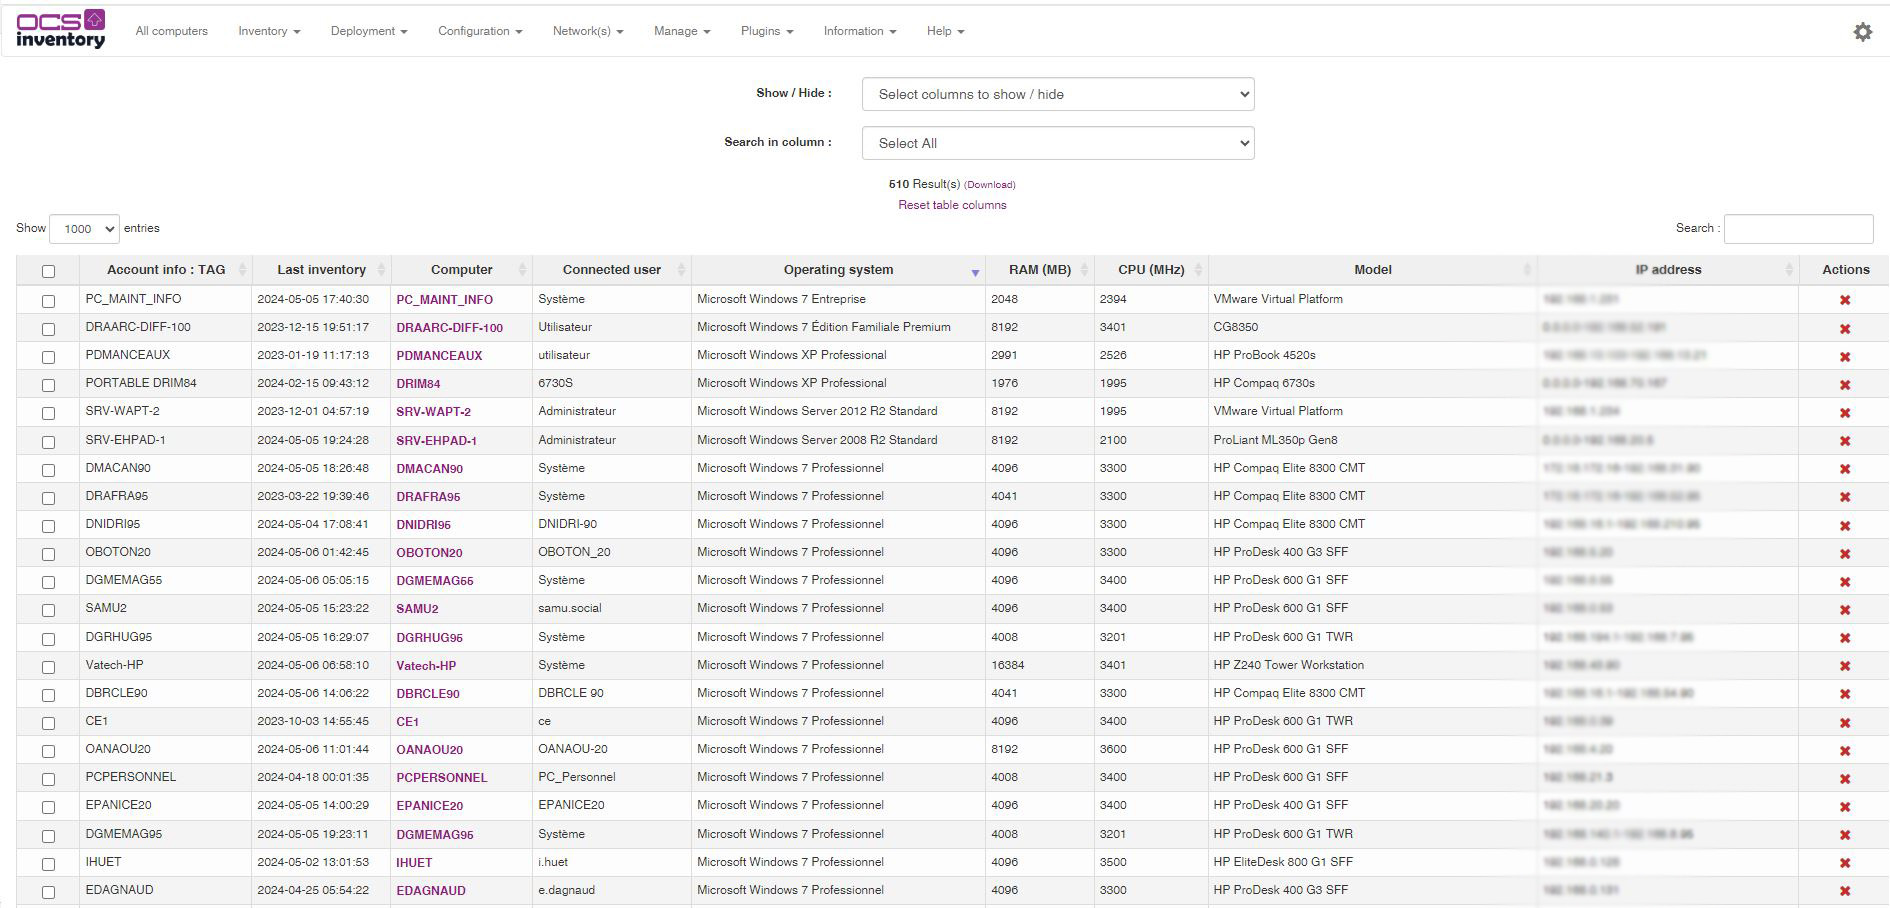 OCS inventory All computers Inventory Deployment Configuration Network(s) Manage Plugins Information Help
Show / Hide : Select columns to show / hide
Search in column : Select All
510 Result(s) (Download)
Reset table columns
Show 1000 entries Search :
Account info : TAG Last inventory Computer Connected user Operating system RAM (MB) CPU (MHz) Model IP address Actions
PC_MAINT_INFO 2024-05-05 17:40:30 PC_MAINT_INFO Système Microsoft Windows 7 Entreprise 2048 2394 VMware Virtual Platform
DRAARC-DIFF-100 2023-12-15 19:51:17 DRAARC-DIFF-100 Utilisateur Microsoft Windows 7 Édition Familiale Premium 8192 3401 CG8350
PDMANCEAUX 2023-01-19 11:17:13 PDMANCEAUX utilisateur Microsoft Windows XP Professional 2991 2526 HP ProBook 4520s
PORTABLE DRIM84 2024-02-15 09:43:12 DRIM84 6730S Microsoft Windows XP Professional 1976 1995 HP Compaq 6730s
SRV-WAPT-2 2023-12-01 04:57:19 SRV-WAPT-2 Administrateur Microsoft Windows Server 2012 R2 Standard 8192 1995 VMware Virtual Platform
SRV-EHPAD-1 2024-05-05 19:24:28 SRV-EHPAD-1 Administrateur Microsoft Windows Server 2008 R2 Standard 8192 2100 ProLiant ML350p Gen8
DMACAN90 2024-05-05 18:26:48 DMACAN90 Système Microsoft Windows 7 Professionnel 4096 3300 HP Compaq Elite 8300 CMT
DRAFRA95 2023-03-22 19:39:46 DRAFRA95 Système Microsoft Windows 7 Professionnel 4041 3300 HP Compaq Elite 8300 CMT
DNIDRI95 2024-05-04 17:08:41 DNIDRI95 DNIDRI-90 Microsoft Windows 7 Professionnel 4096 3300 HP Compaq Elite 8300 CMT
OBOTON20 2024-05-06 01:42:45 OBOTON20 OBOTON_20 Microsoft Windows 7 Professionnel 4096 3300 HP ProDesk 400 G3 SFF
DGMEMAG55 2024-05-06 05:05:15 DGMEMAG55 Système Microsoft Windows 7 Professionnel 4096 3400 HP ProDesk 600 G1 SFF
SAMU2 2024-05-05 15:23:22 SAMU2 samu.social Microsoft Windows 7 Professionnel 4096 3400 HP ProDesk 600 G1 SFF
DGRHUG95 2024-05-05 16:29:07 DGRHUG95 Système Microsoft Windows 7 Professionnel 4008 3201 HP ProDesk 600 G1 TWR
Vatech-HP 2024-05-06 06:58:10 Vatech-HP Système Microsoft Windows 7 Professionnel 16384 3401 HP Z240 Tower Workstation
DBRCLE90 2024-05-06 14:06:22 DBRCLE90 DBRCLE 90 Microsoft Windows 7 Professionnel 4041 3300 HP Compaq Elite 8300 CMT
CE1 2023-10-03 14:55:45 CE1 ce Microsoft Windows 7 Professionnel 4096 3400 HP ProDesk 600 G1 TWR
OANAOU20 2024-05-06 11:01:44 OANAOU20 OANAOU-20 Microsoft Windows 7 Professionnel 8192 3600 HP ProDesk 600 G1 SFF
PCPERSONNEL 2024-04-18 00:01:35 PCPERSONNEL PC_Personnel Microsoft Windows 7 Professionnel 4008 3400 HP ProDesk 600 G1 SFF
EPANICE20 2024-05-05 14:00:29 EPANICE20 EPANICE20 Microsoft Windows 7 Professionnel 4096 3400 HP ProDesk 400 G1 SFF
DGMEMAG95 2024-05-05 19:23:11 DGMEMAG95 Système Microsoft Windows 7 Professionnel 4008 3201 HP ProDesk 600 G1 TWR
IHUET 2024-05-02 13:01:53 IHUET i.huet Microsoft Windows 7 Professionnel 4096 3500 HP EliteDesk 800 G1 SFF
EDAGNAUD 2024-04-25 05:54:22 EDAGNAUD e.dagnaud Microsoft Windows 7 Professionnel 4096 3300 HP ProDesk 400 G3 SFF